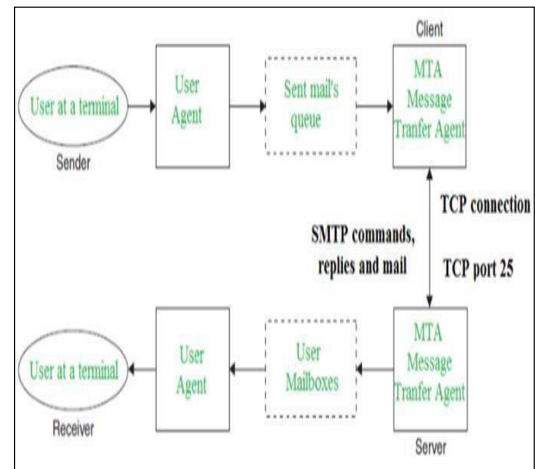 Client
User at a terminal
User
Agent
Sent mail's
queue
MTA
Message
Tranfer Agent
Sender
TCP connection
SMTP commands,
replies and mail
TCP port 25
User at a terminal
User
Agent
User
Mailboxes
MTA
Message
Tranfer Agent
Receiver
Server